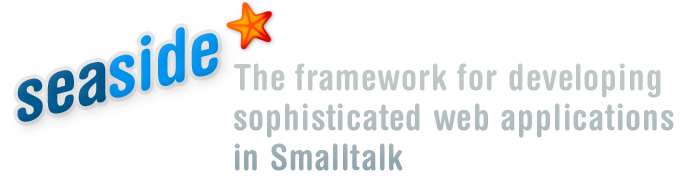 seaside
The framework for developing
sophisticated web applications
in Smalltalk